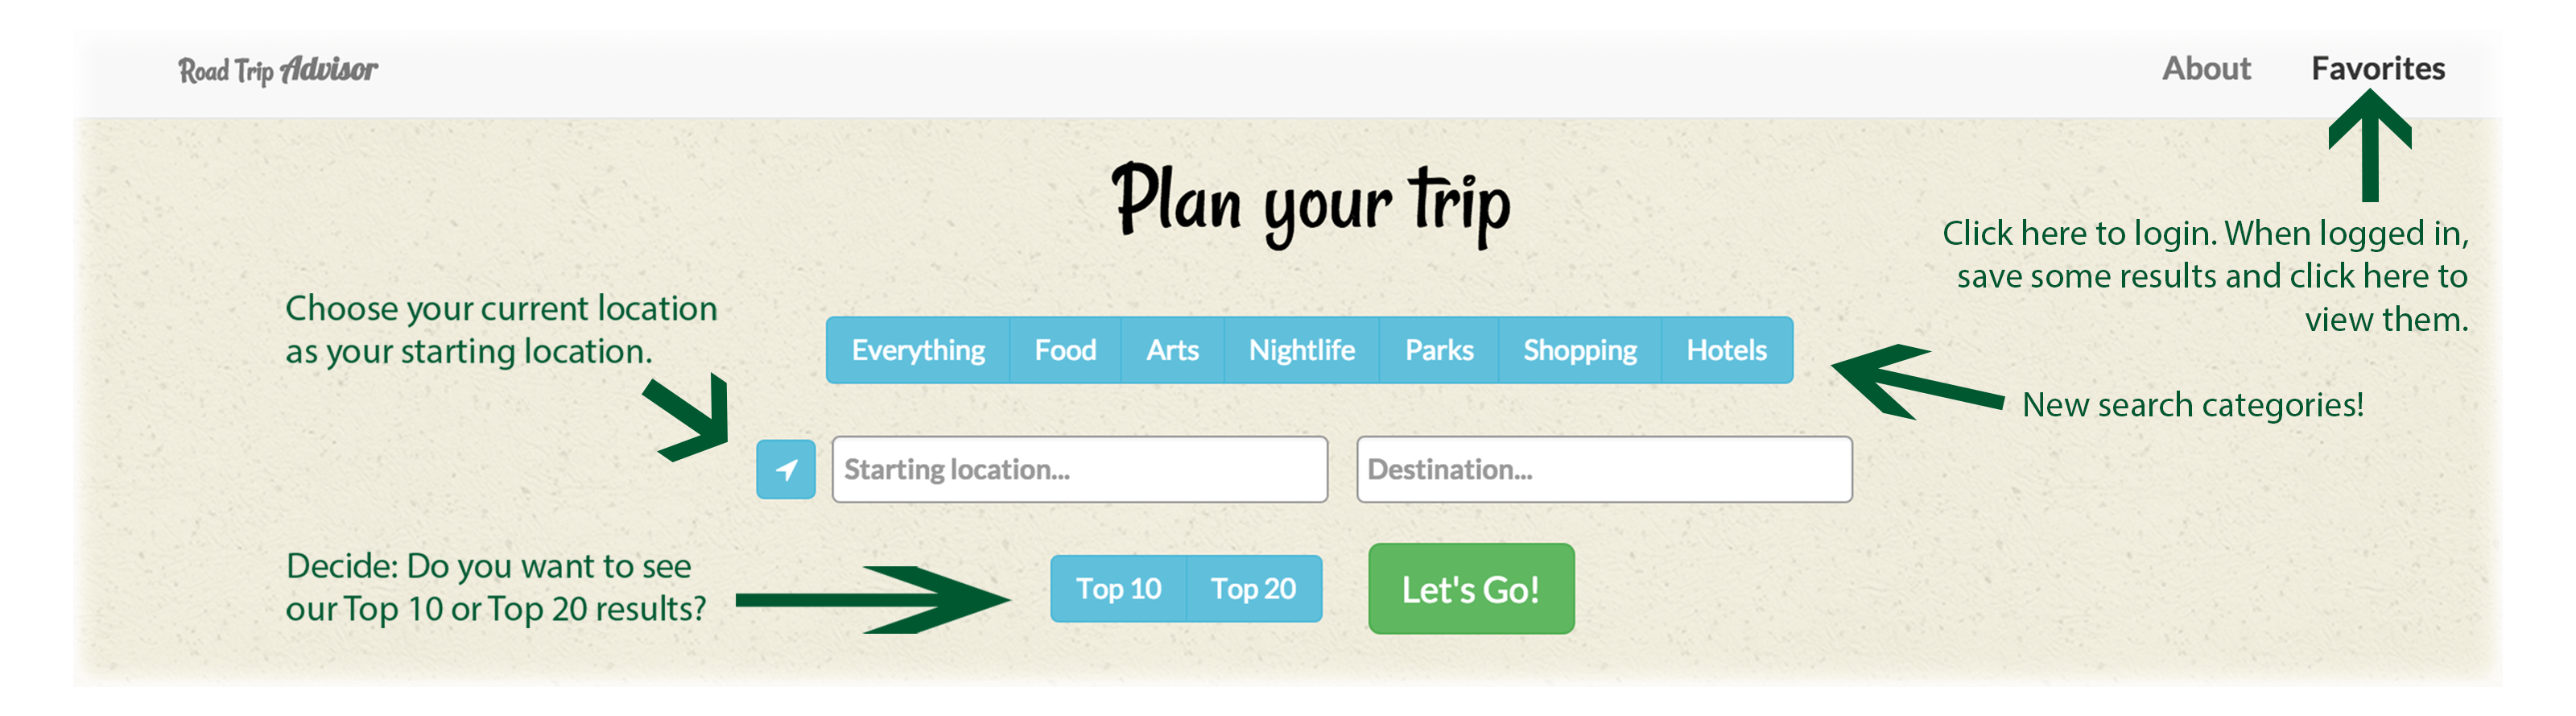 Road Trip Advisor
About
Favorites
Plan your trip
Click here to login. When logged in,
save some results and click here to
view them.
Choose your current location
as your starting location.
Everything
Food
Arts
Nightlife
Parks
Shopping
Hotels
New search categories!
Starting location...
Destination...
Decide: Do you want to see
our Top 10 or Top 20 results?
Top 10
Top 20
Let's Go!